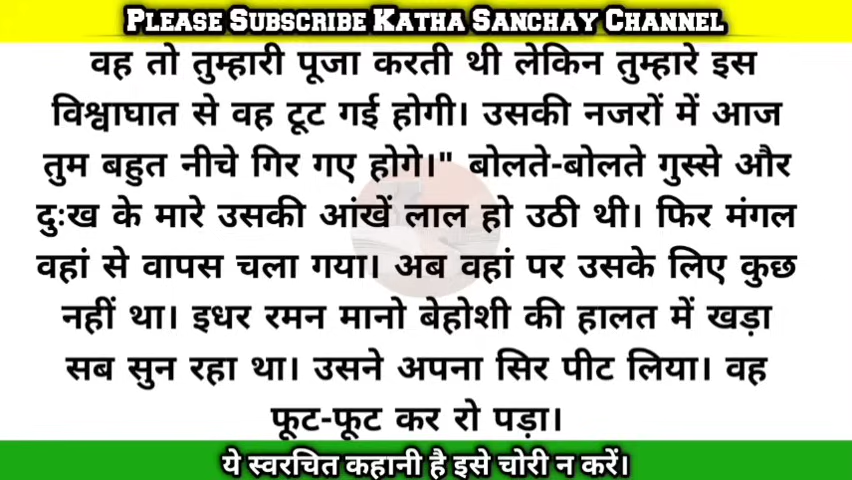 PLEASE SUBSCRIBE KATHA SANCHAY CHANNEL
वह तो तुम्हारी पूजा करती थी लेकिन तुम्हारे इस
विश्वाघात से वह टूट गई होगी। उसकी नजरों में आज
तुम बहुत नीचे गिर गए होगे।" बोलते-बोलते गुस्से और
दुःख के मारे उसकी आंखें लाल हो उठी थी। फिर मंगल
वहां से वापस चला गया। अब वहां पर उसके लिए कुछ
नहीं था। इधर रमन मानो बेहोशी की हालत में खड़ा
सब सुन रहा था। उसने अपना सिर पीट लिया। वह
फूट-फूट कर रो पड़ा।
ये स्वरचित कहानी है इसे चोरी न करें।